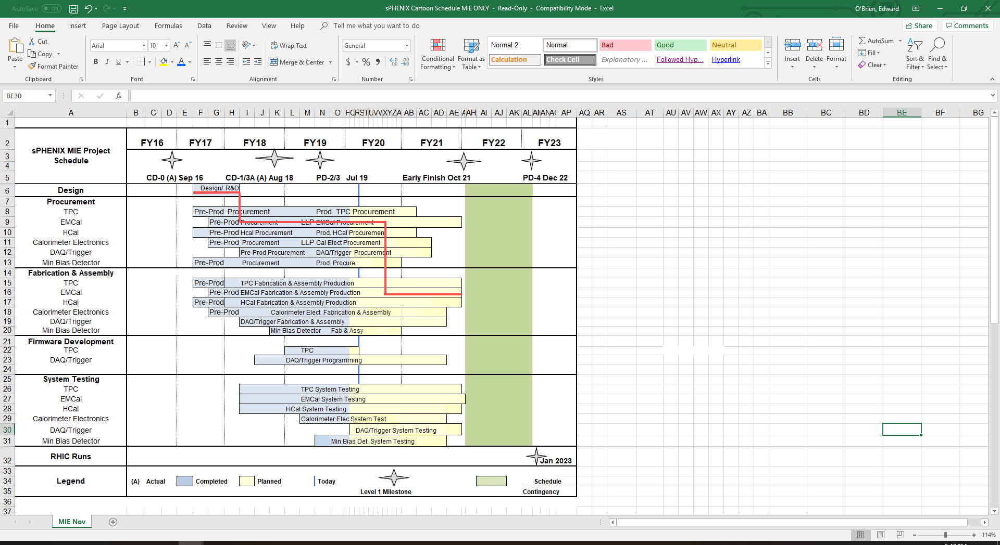 AutoSave Off
sPHENIX Cartoon Schedule MIE ONLY - Read-Only - Compatibility Mode - Excel
O'Brien, Edward
File Home Insert Page Layout Formulas Data Review View Help Tell me what you want to do
Share Comments
Paste Cut Copy Format Painter
Arial 10
B I U A
Wrap Text
Merge & Center
General
$ % 9
Conditional Formatting Format as Table
Normal 2 Normal Bad Good Neutral
Calculation Check Cell Explanatory ... Followed Hyp... Hyperlink
Insert Delete Format
AutoSum Fill Clear
Sort & Filter Find & Select
Clipboard Font Alignment Number Styles Cells Editing
BE30 fx
A B C D E F G H I J K L M N O AB AC AD AE AH AI AJ AK AL AP AQ AR AS AT AU AV AW AX AY AZ BA BB BC BD BE BF BG
1
2 FY16 FY17 FY18 FY19 FY20 FY21 FY22 FY23
sPHENIX MIE Project
Schedule
3
4
5 CD-0 (A) Sep 16 CD-1/3A (A) Aug 18 PD-2/3 Jul 19 Early Finish Oct 21 PD-4 Dec 22
6 Design Design/ R&D
7 Procurement
8 TPC Pre-Prod Procurement Prod. TPC Procurement
9 EMCal Pre-Prod Procurement LLP EMCal Procurement
10 HCal Pre-Prod Hcal Procurement Prod. HCal Procuremen
11 Calorimeter Electronics Pre-Prod Procurement LLP Cal Elect Procurement
12 DAQ/Trigger Pre-Prod Procurement DAQ/Trigger Procurement
13 Min Bias Detector Pre-Prod Procurement Prod. Procure
14 Fabrication & Assembly
15 TPC Pre-Prod TPC Fabrication & Assembly Production
16 EMCal Pre-Prod EMCal Fabrication & Assembly Production
17 HCal Pre-Prod HCal Fabrication & Assembly Production
18 Calorimeter Electronics Pre-Prod Calorimeter Elect. Fabrication & Assembly
19 DAQ/Trigger DAQ/Trigger Fabrication & Assembly
20 Min Bias Detector Min Bias Detector Fab & Assy
21 Firmware Development
22 TPC TPC
23 DAQ/Trigger DAQ/Trigger Programming
24
25 System Testing
26 TPC TPC System Testing
27 EMCal EMCal System Testing
28 HCal HCal System Testing
29 Calorimeter Electronics Calorimeter Elec.System Test
30 DAQ/Trigger DAQ/Trigger System Testing
31 Min Bias Detector Min Bias Det. System Testing
32 RHIC Runs Jan 2023
33
34 Legend (A) Actual Completed Planned Today Schedule
35 Level 1 Milestone Contingency
36
37
MIE Nov
114%